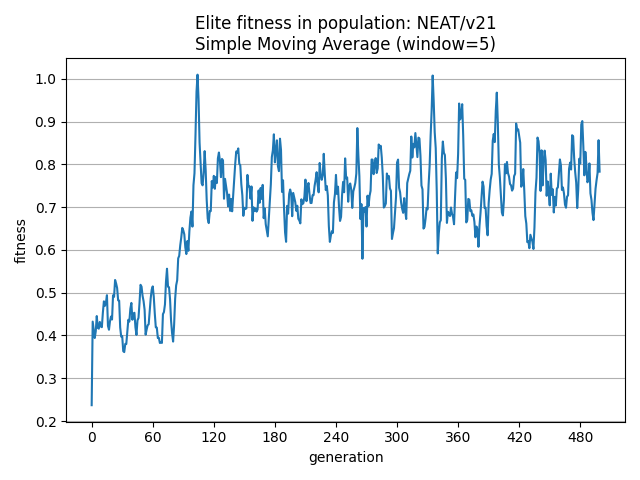 Elite fitness in population: NEAT/v21
Simple Moving Average (window=5)
1.0
0.9
0.8
0.7
0.6
0.5
0.4
0.3
0.2
fitness
0 60 120 180 240 300 360 420 480
generation